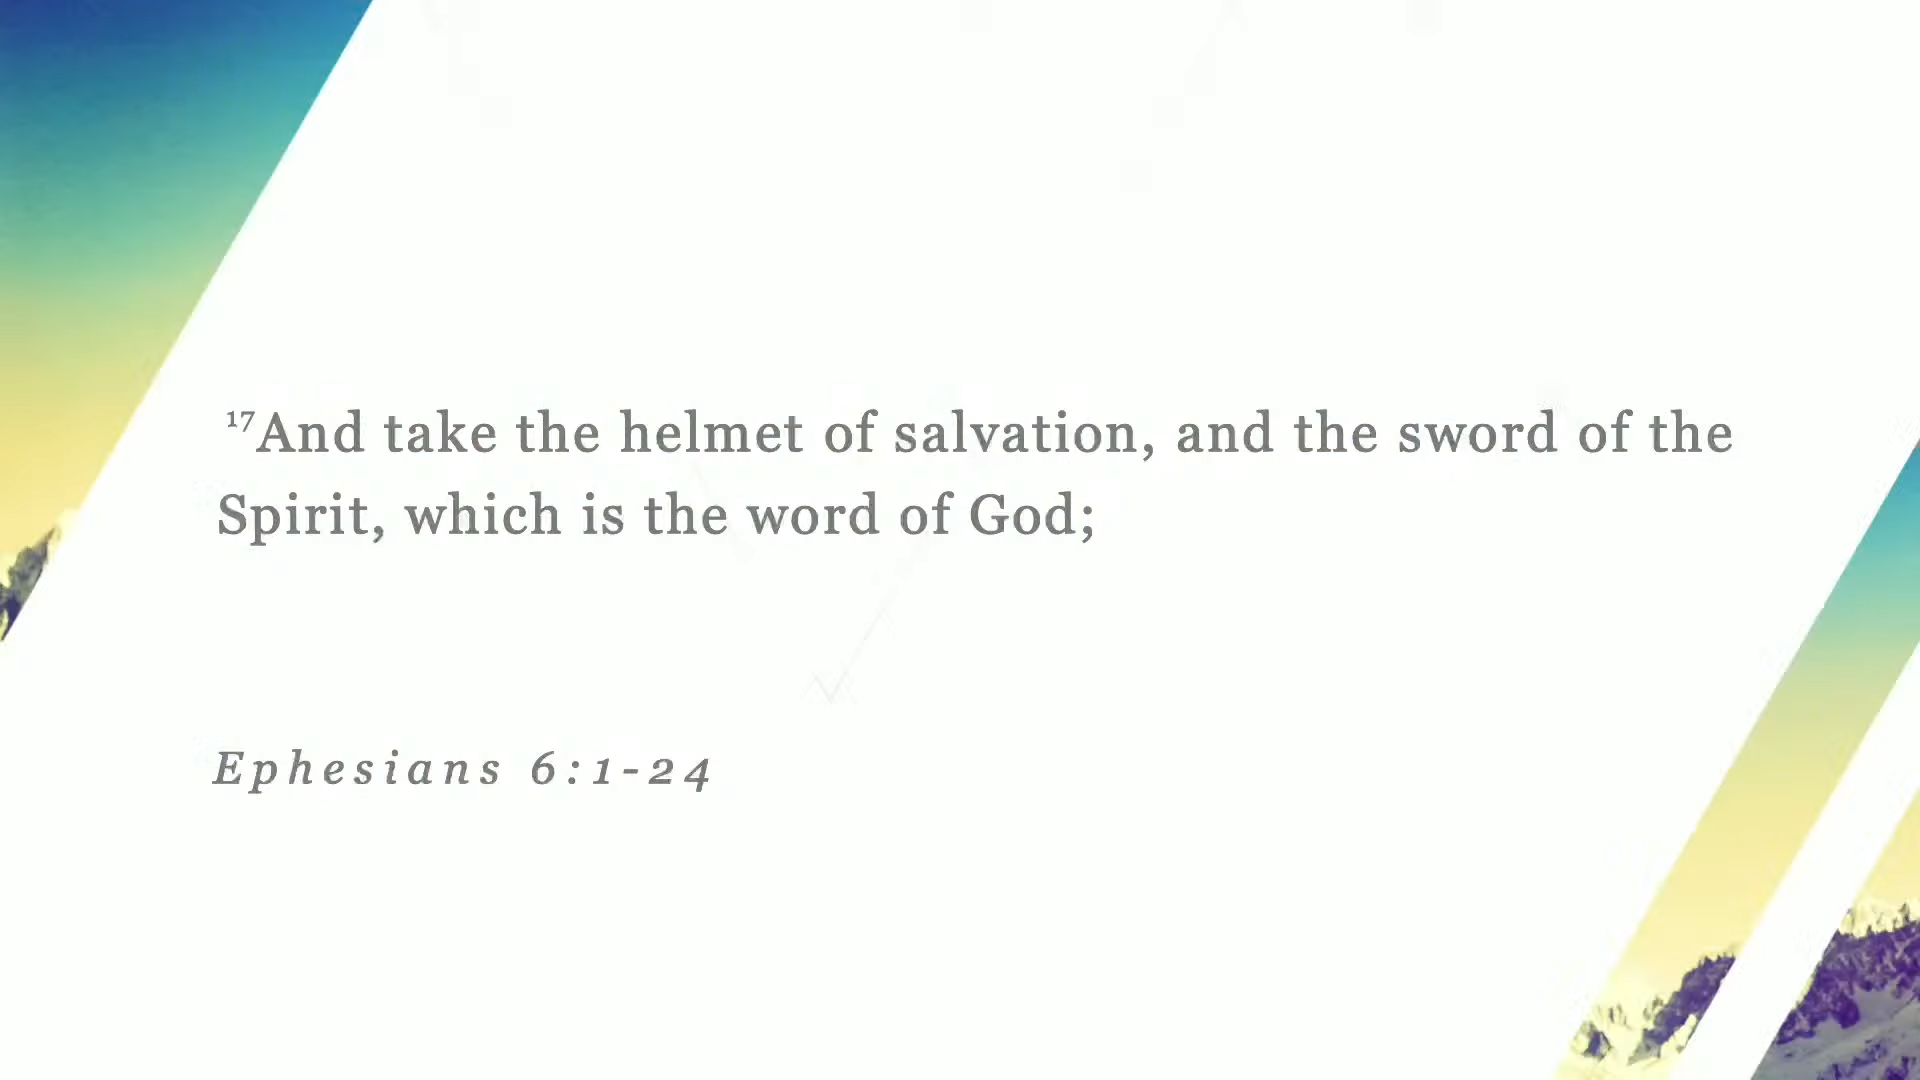 17And take the helmet of salvation, and the sword of the
Spirit, which is the word of God;
Ephesians 6:1-24